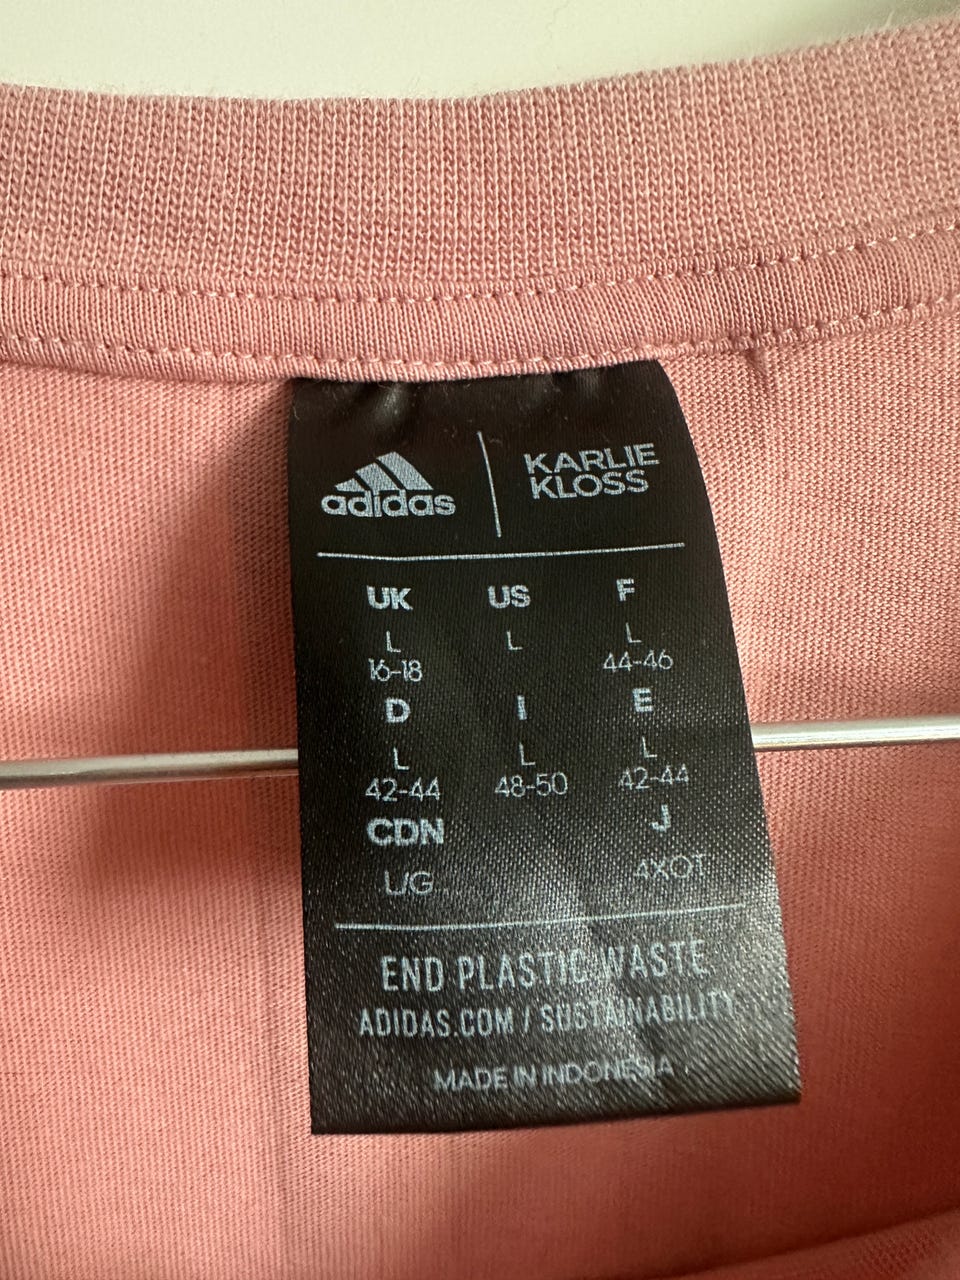 adidas
KARLIE
KLOSS
UK US F
L L L
16-18 44-46
D I E
L L L
42-44 48-50 42-44
CDN J
L/G 4XOT
END PLASTIC WASTE
ADIDAS.COM / SUSTAINABILITY
MADE IN INDONESIA